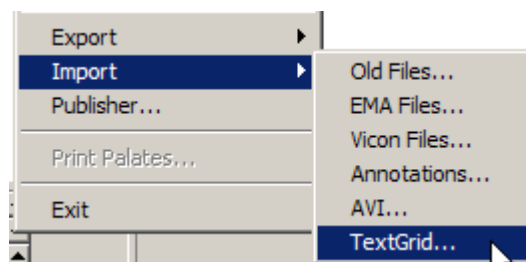 Export
Import
Publisher...
Print Palates...
Exit
Old Files...
EMA Files...
Vicon Files...
Annotations...
AVI...
TextGrid...